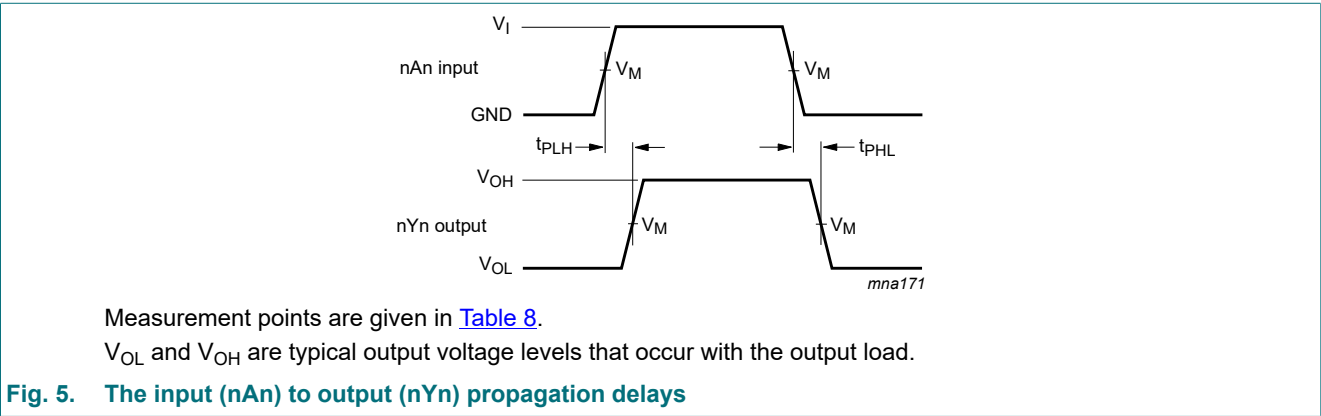 V_I
nAn input
V_M
V_M
GND
t_PLH
t_PHL
V_OH
nYn output
V_M
V_M
V_OL
mna171
Measurement points are given in Table 8.
V_OL and V_OH are typical output voltage levels that occur with the output load.
Fig. 5. The input (nAn) to output (nYn) propagation delays